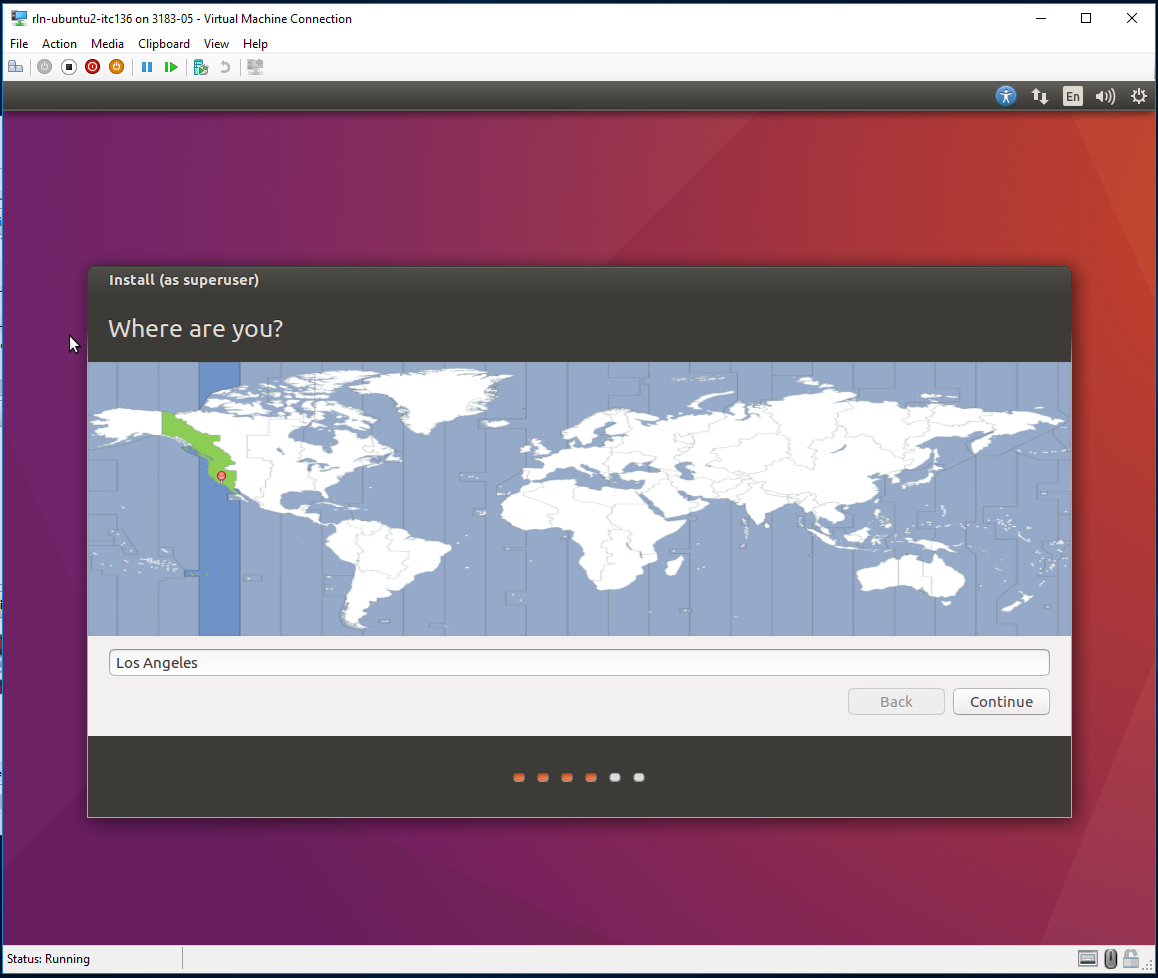 rln-ubuntu2-itc136 on 3183-05 - Virtual Machine Connection
File Action Media Clipboard View Help
En
Install (as superuser)
Where are you?
Los Angeles
Back Continue
Status: Running